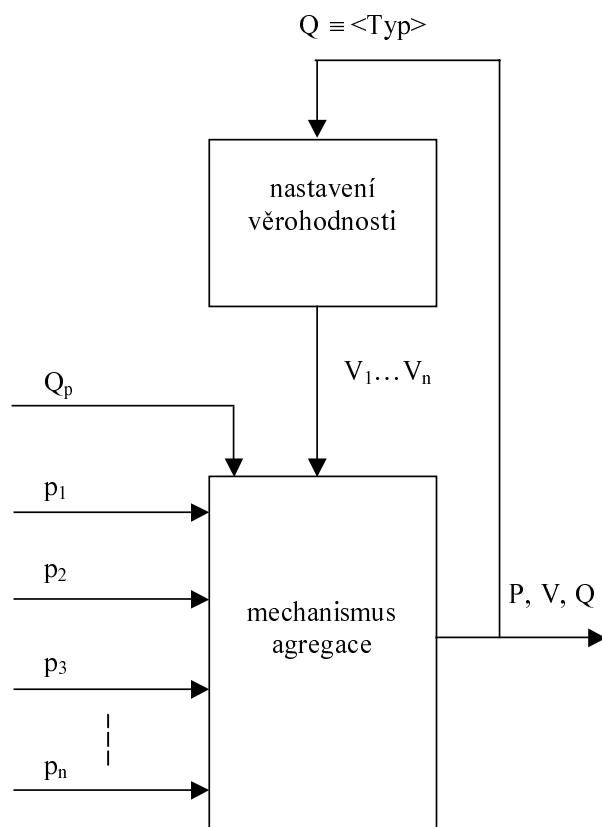 Q ≡ <Typ>
nastavení
věrohodnosti
V₁…Vₙ
Qₚ
p₁
p₂
P, V, Q
mechanismus
agregace
p₃
pₙ